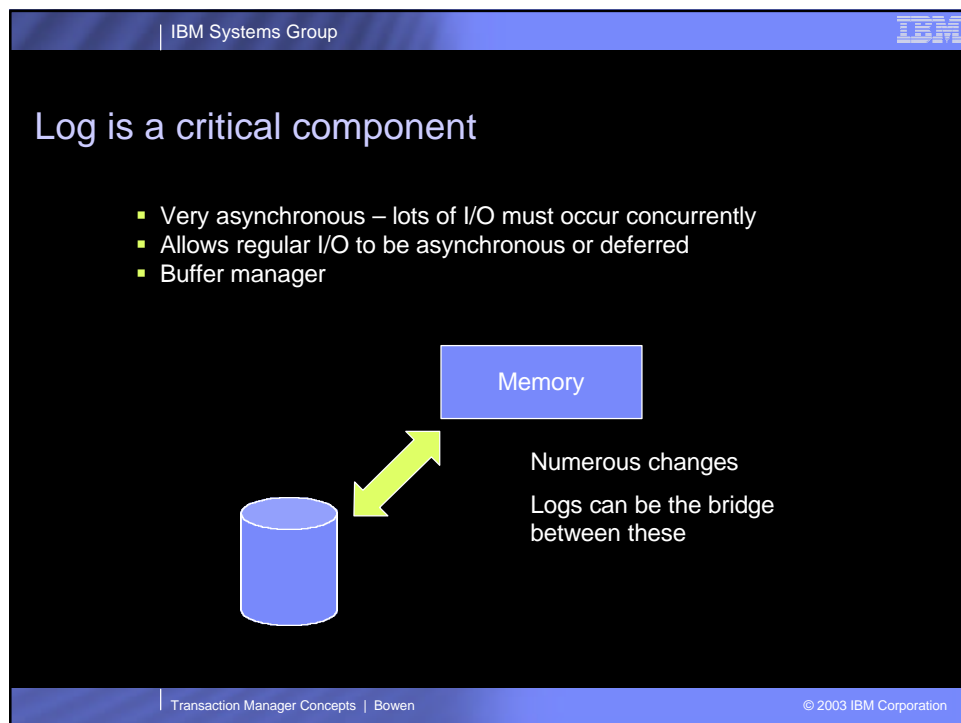 IBM Systems Group
IBM
Log is a critical component
▪ Very asynchronous – lots of I/O must occur concurrently
▪ Allows regular I/O to be asynchronous or deferred
▪ Buffer manager
Memory
Numerous changes
Logs can be the bridge
between these
Transaction Manager Concepts | Bowen
© 2003 IBM Corporation